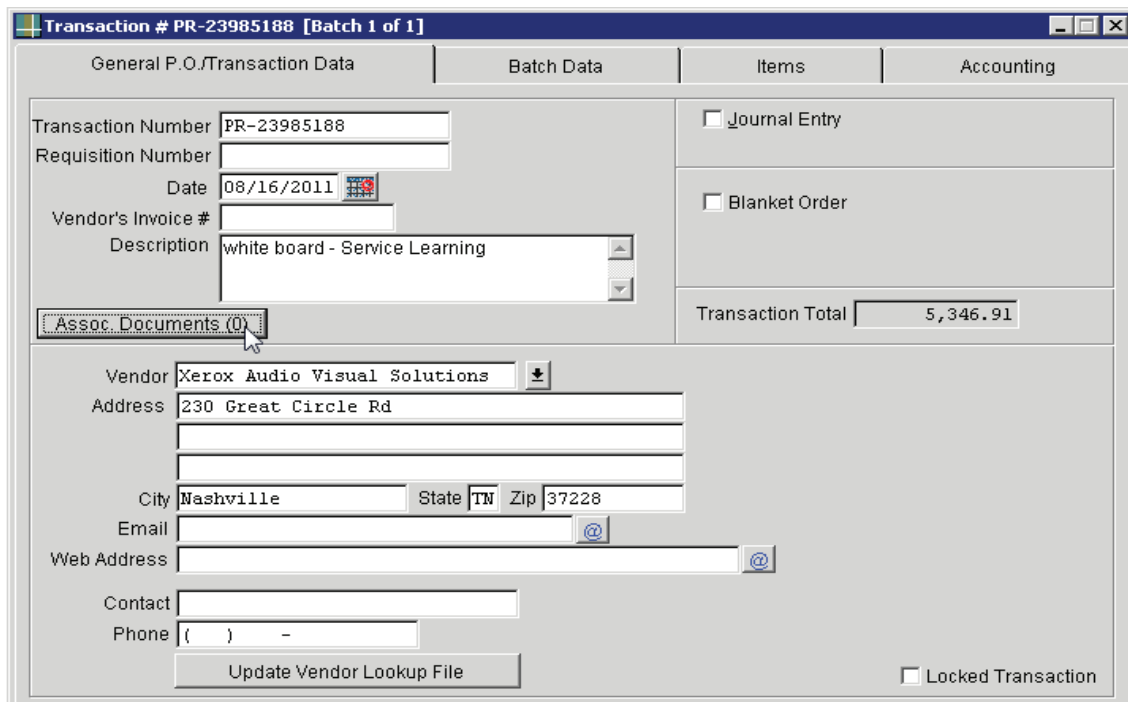 Transaction # PR-23985188 [Batch 1 of 1]
General P.O./Transaction Data
Batch Data
Items
Accounting
Transaction Number PR-23985188
Requisition Number
Date 08/16/2011
Vendor's Invoice #
Description white board - Service Learning
Assoc. Documents (0)
Journal Entry
Blanket Order
Transaction Total 5,346.91
Vendor Xerox Audio Visual Solutions
Address 230 Great Circle Rd
City Nashville State TN Zip 37228
Email @
Web Address @
Contact
Phone ( ) -
Update Vendor Lookup File
Locked Transaction